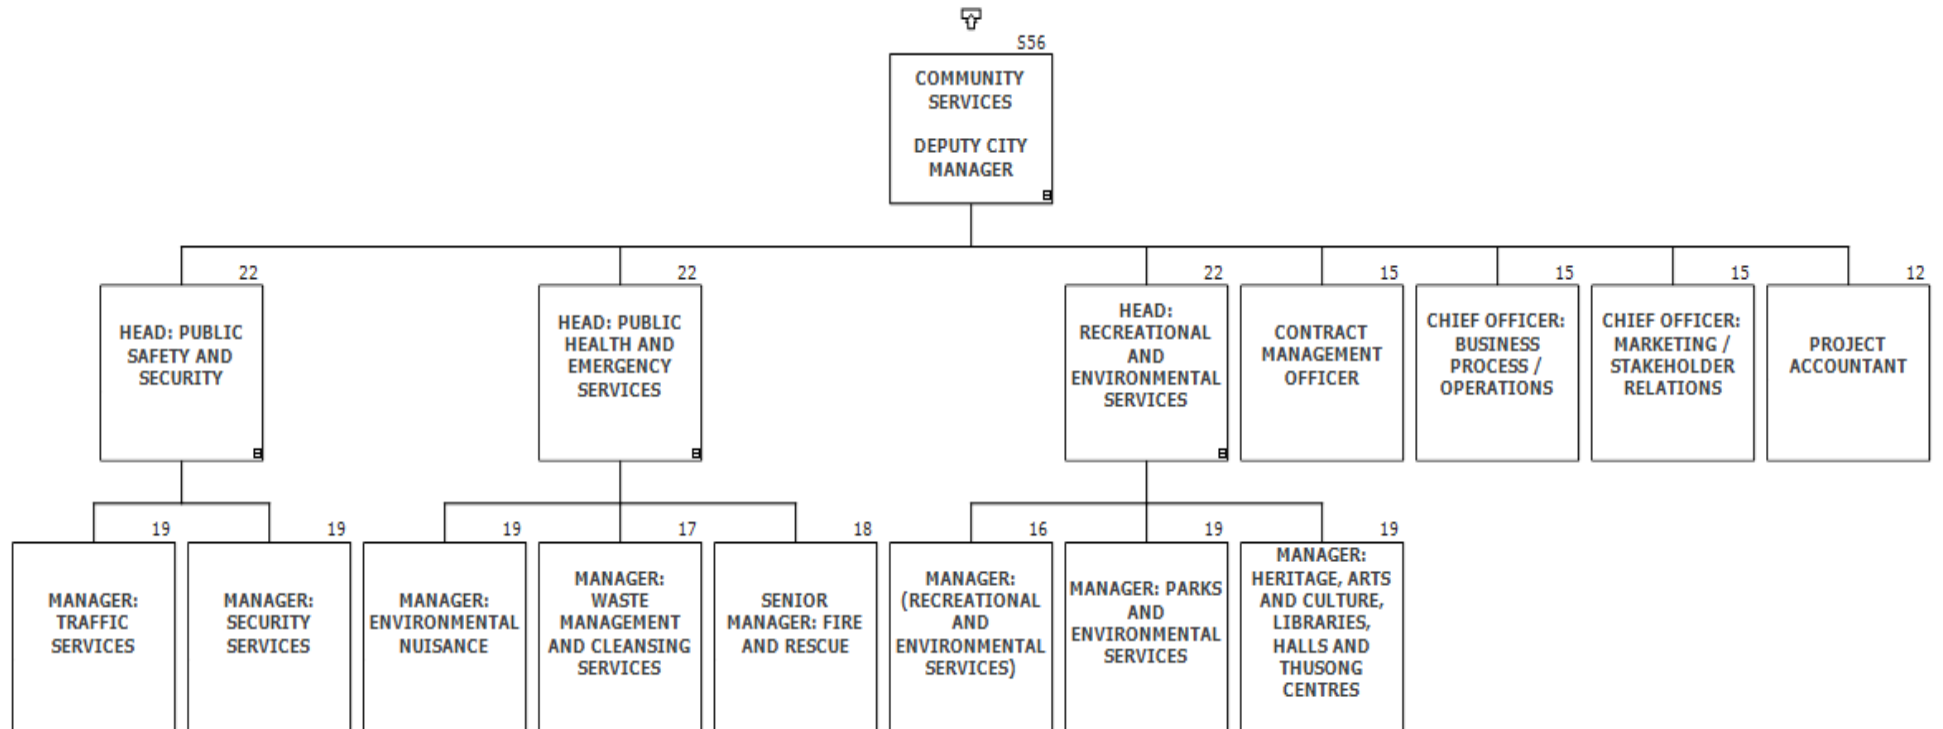 S56
COMMUNITY
SERVICES
DEPUTY CITY
MANAGER
22
HEAD: PUBLIC
SAFETY AND
SECURITY
22
HEAD: PUBLIC
HEALTH AND
EMERGENCY
SERVICES
22
HEAD:
RECREATIONAL
AND
ENVIRONMENTAL
SERVICES
15
CONTRACT
MANAGEMENT
OFFICER
15
CHIEF OFFICER:
BUSINESS
PROCESS /
OPERATIONS
15
CHIEF OFFICER:
MARKETING /
STAKEHOLDER
RELATIONS
12
PROJECT
ACCOUNTANT
19
MANAGER:
TRAFFIC
SERVICES
19
MANAGER:
SECURITY
SERVICES
19
MANAGER:
ENVIRONMENTAL
NUISANCE
17
MANAGER:
WASTE
MANAGEMENT
AND CLEANSING
SERVICES
18
SENIOR
MANAGER: FIRE
AND RESCUE
16
MANAGER:
(RECREATIONAL
AND
ENVIRONMENTAL
SERVICES)
19
MANAGER: PARKS
AND
ENVIRONMENTAL
SERVICES
19
MANAGER:
HERITAGE, ARTS
AND CULTURE,
LIBRARIES,
HALLS AND
THUSONG
CENTRES